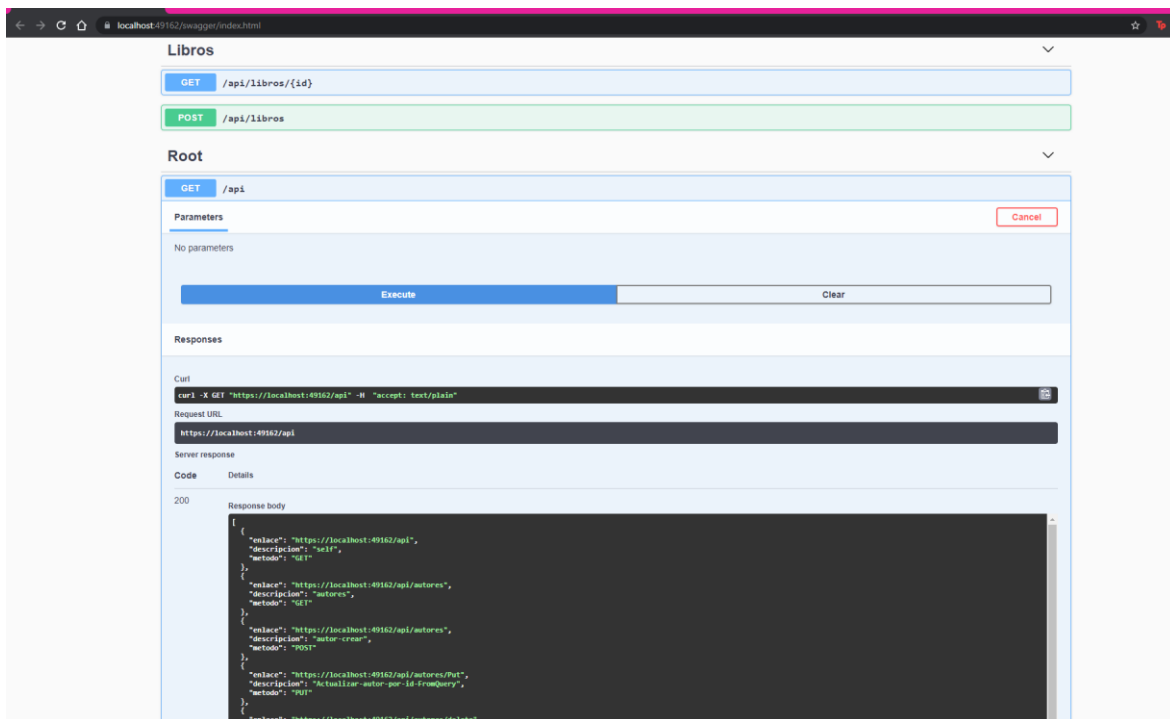 localhost:49162/swagger/index.html
Libros
GET /api/libros/{id}
POST /api/libros
Root
GET /api
Parameters
Cancel
No parameters
Execute Clear
Responses
Curl
curl -X GET "https://localhost:49162/api" -H "accept: text/plain"
Request URL
https://localhost:49162/api
Server response
Code Details
200
Response body
[
{
"enlace": "https://localhost:49162/api",
"descripcion": "self",
"metodo": "GET"
},
{
"enlace": "https://localhost:49162/api/autores",
"descripcion": "autores",
"metodo": "GET"
},
{
"enlace": "https://localhost:49162/api/autores",
"descripcion": "autor-crear",
"metodo": "POST"
},
{
"enlace": "https://localhost:49162/api/autores/Put",
"descripcion": "Actualizar-autor-por-id-FromQuery",
"metodo": "PUT"
},
{